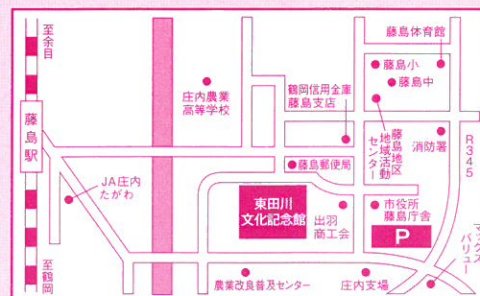 至余目
藤島駅
至鶴岡
JA庄内
たがわ
庄内農業
高等学校
鶴岡信用金庫
藤島支店
藤島体育館
藤島小
藤島中
藤島地区
地域活動
センター
消防署
R345
藤島郵便局
東田川
文化記念館
出羽
商工会
市役所
藤島庁舎
P
マックス
バリュー
農業改良普及センター
庄内支場